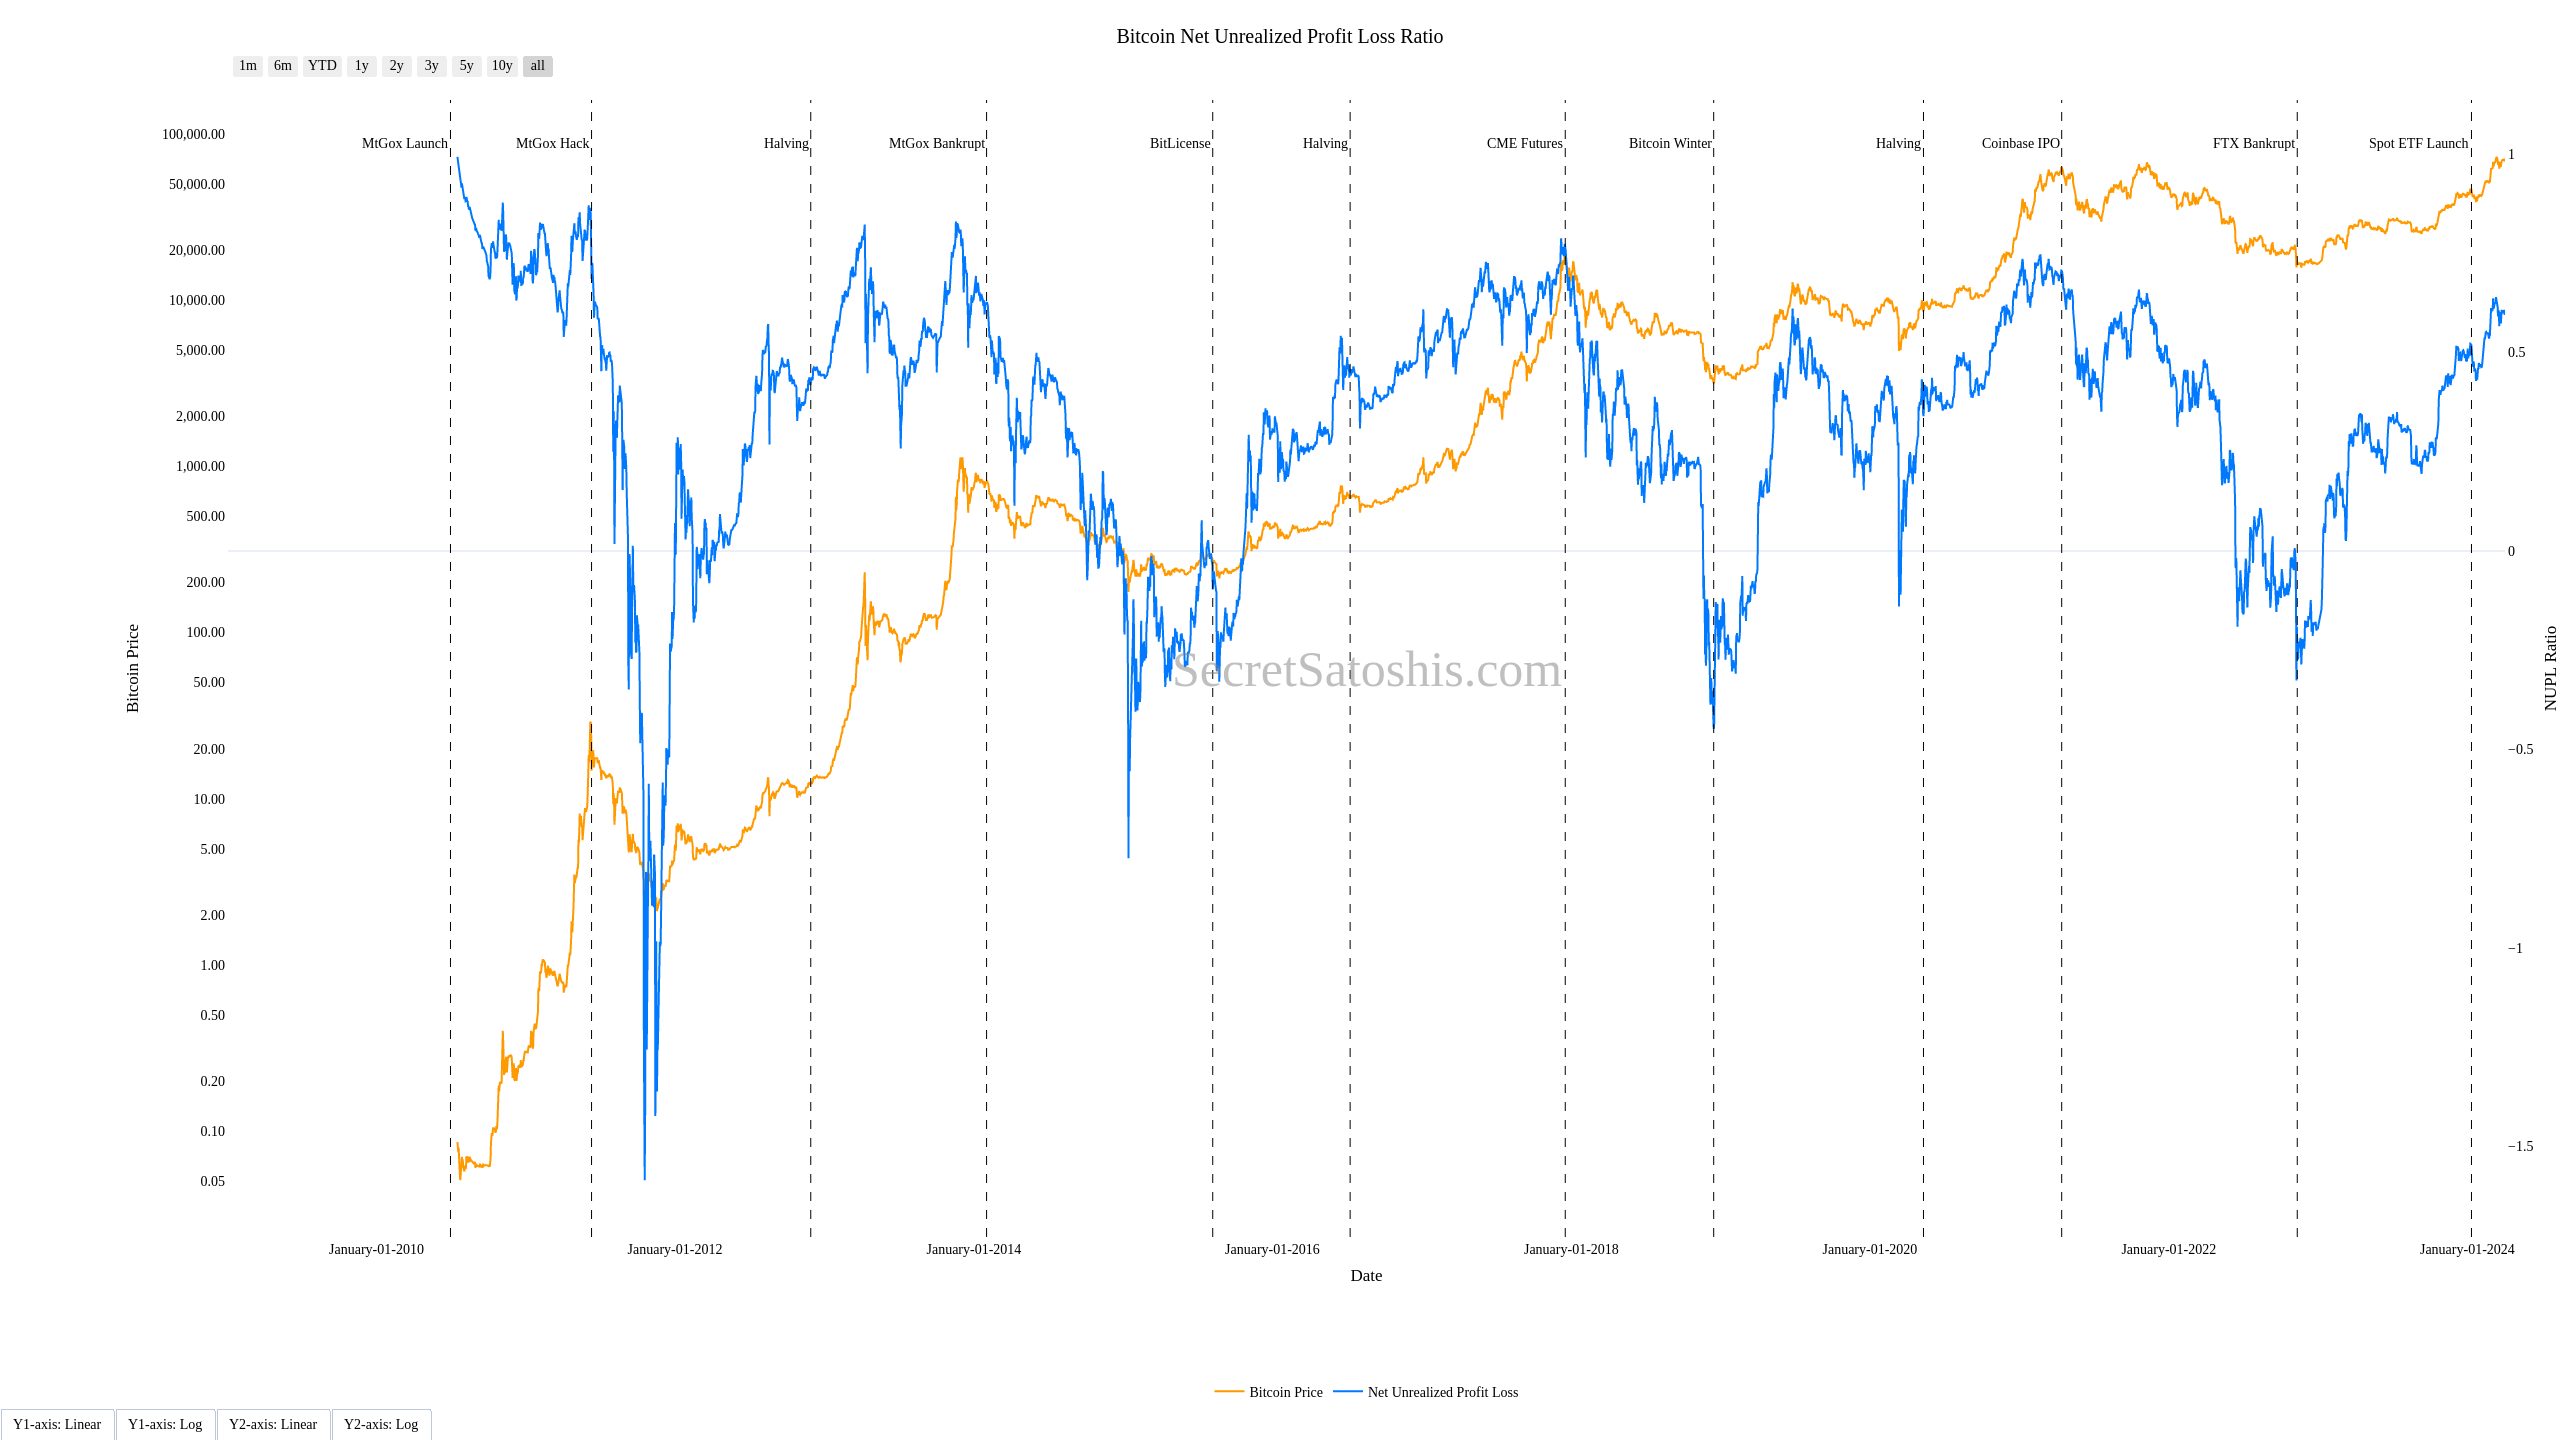 Bitcoin Net Unrealized Profit Loss Ratio
1m 6m YTD 1y 2y 3y 5y 10y all
MtGox Launch MtGox Hack Halving MtGox Bankrupt BitLicense Halving CME Futures Bitcoin Winter Halving Coinbase IPO FTX Bankrupt Spot ETF Launch
100,000.00
50,000.00
20,000.00
10,000.00
5,000.00
2,000.00
1,000.00
500.00
200.00
100.00
50.00
20.00
10.00
5.00
2.00
1.00
0.50
0.20
0.10
0.05
Bitcoin Price
SecretSatoshis.com
1
0.5
0
−0.5
−1
−1.5
NUPL Ratio
January-01-2010 January-01-2012 January-01-2014 January-01-2016 January-01-2018 January-01-2020 January-01-2022 January-01-2024
Date
Bitcoin Price Net Unrealized Profit Loss
Y1-axis: Linear Y1-axis: Log Y2-axis: Linear Y2-axis: Log